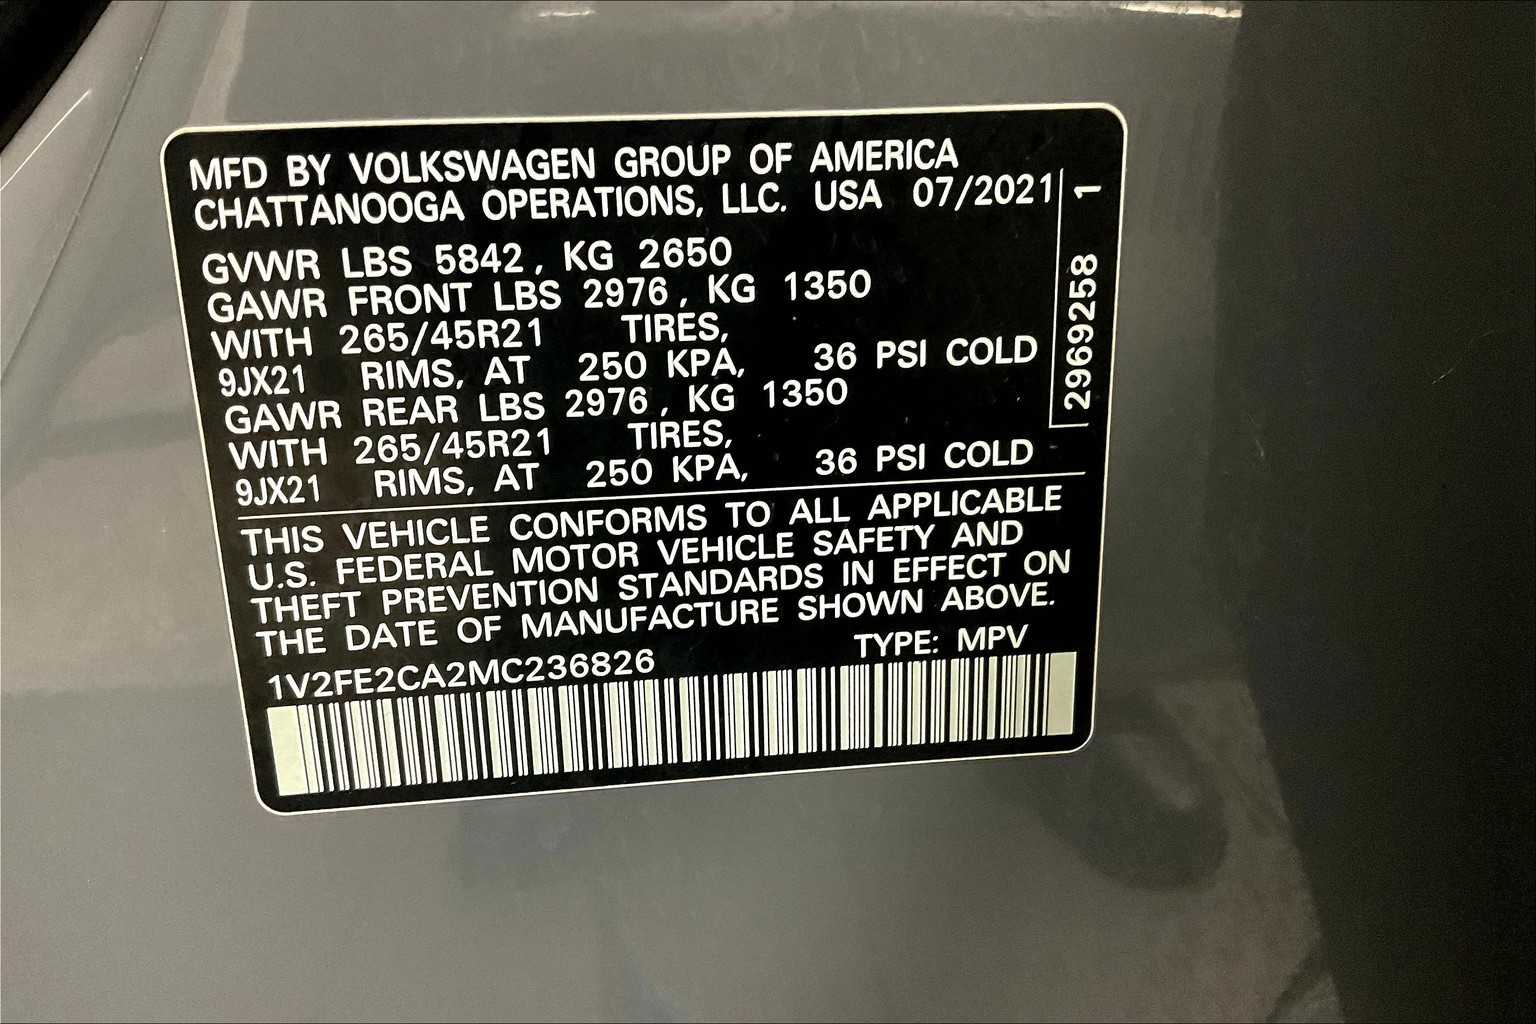 MFD BY VOLKSWAGEN GROUP OF AMERICA
CHATTANOOGA OPERATIONS, LLC. USA 07/2021
GVWR LBS 5842, KG 2650
GAWR FRONT LBS 2976, KG 1350
WITH 265/45R21 TIRES,
9JX21 RIMS, AT 250 KPA, 36 PSI COLD
GAWR REAR LBS 2976, KG 1350
WITH 265/45R21 TIRES,
9JX21 RIMS, AT 250 KPA, 36 PSI COLD
THIS VEHICLE CONFORMS TO ALL APPLICABLE
U.S. FEDERAL MOTOR VEHICLE SAFETY AND
THEFT PREVENTION STANDARDS IN EFFECT ON
THE DATE OF MANUFACTURE SHOWN ABOVE.
1V2FE2CA2MC236826 TYPE: MPV
2969258 1